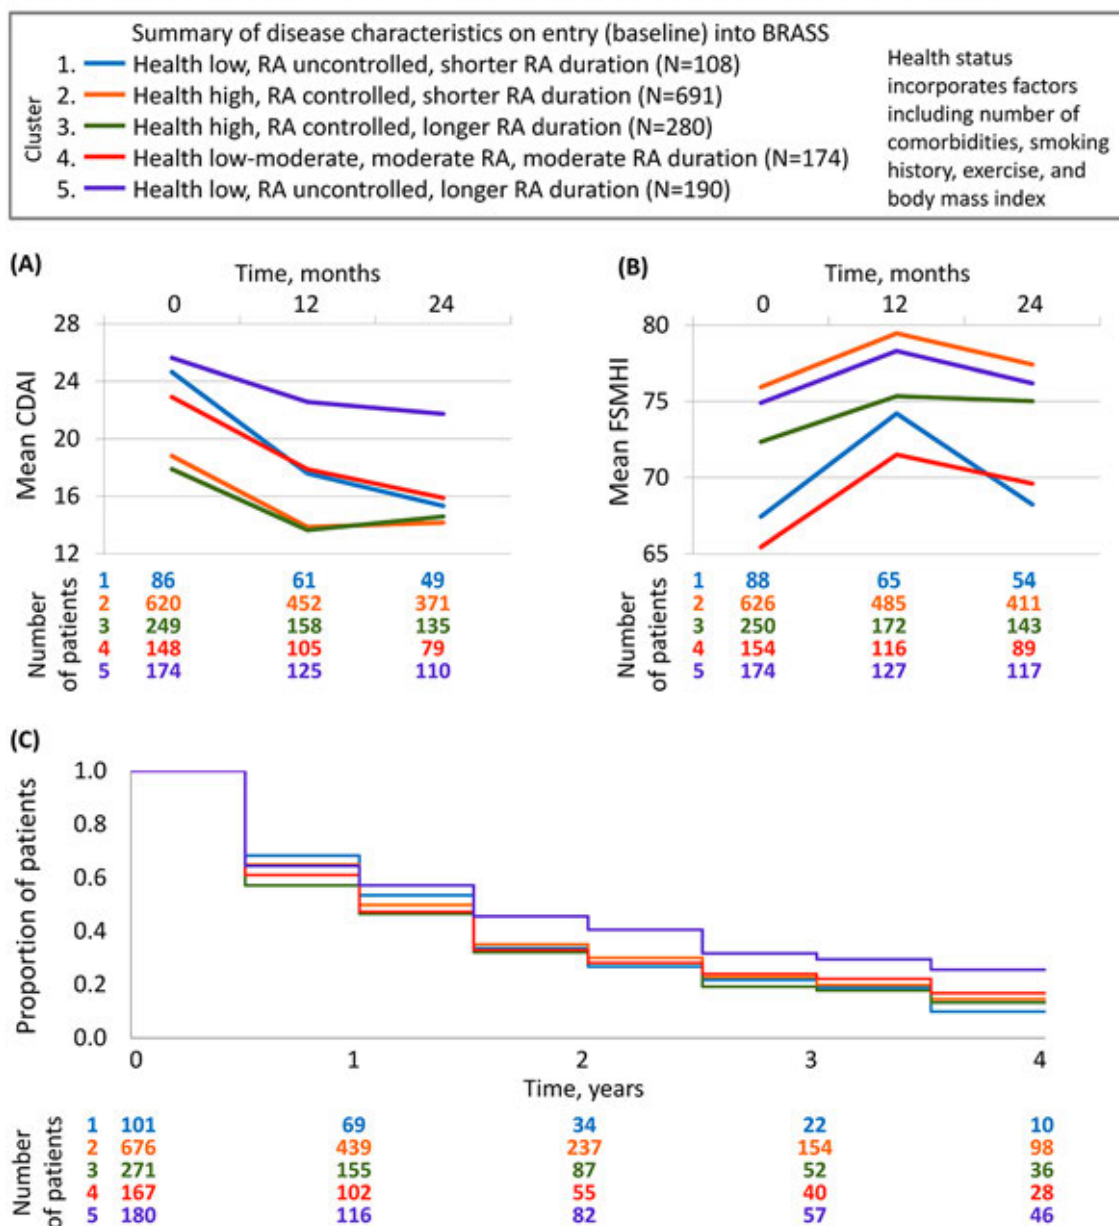 Summary of disease characteristics on entry (baseline) into BRASS
Cluster
1. Health low, RA uncontrolled, shorter RA duration (N=108)
2. Health high, RA controlled, shorter RA duration (N=691)
3. Health high, RA controlled, longer RA duration (N=280)
4. Health low-moderate, moderate RA, moderate RA duration (N=174)
5. Health low, RA uncontrolled, longer RA duration (N=190)
Health status
incorporates factors
including number of
comorbidities, smoking
history, exercise, and
body mass index
(A)
Time, months
0 12 24
Mean CDAI
28
24
20
16
12
Number
of patients
1 86 61 49
2 620 452 371
3 249 158 135
4 148 105 79
5 174 125 110
(B)
Time, months
0 12 24
Mean FSMHI
80
75
70
65
Number
of patients
1 88 65 54
2 626 485 411
3 250 172 143
4 154 116 89
5 174 127 117
(C)
Proportion of patients
1.0
0.8
0.6
0.4
0.2
0.0
0 1 2 3 4
Time, years
Number
of patients
1 101 69 34 22 10
2 676 439 237 154 98
3 271 155 87 52 36
4 167 102 55 40 28
5 180 116 82 57 46